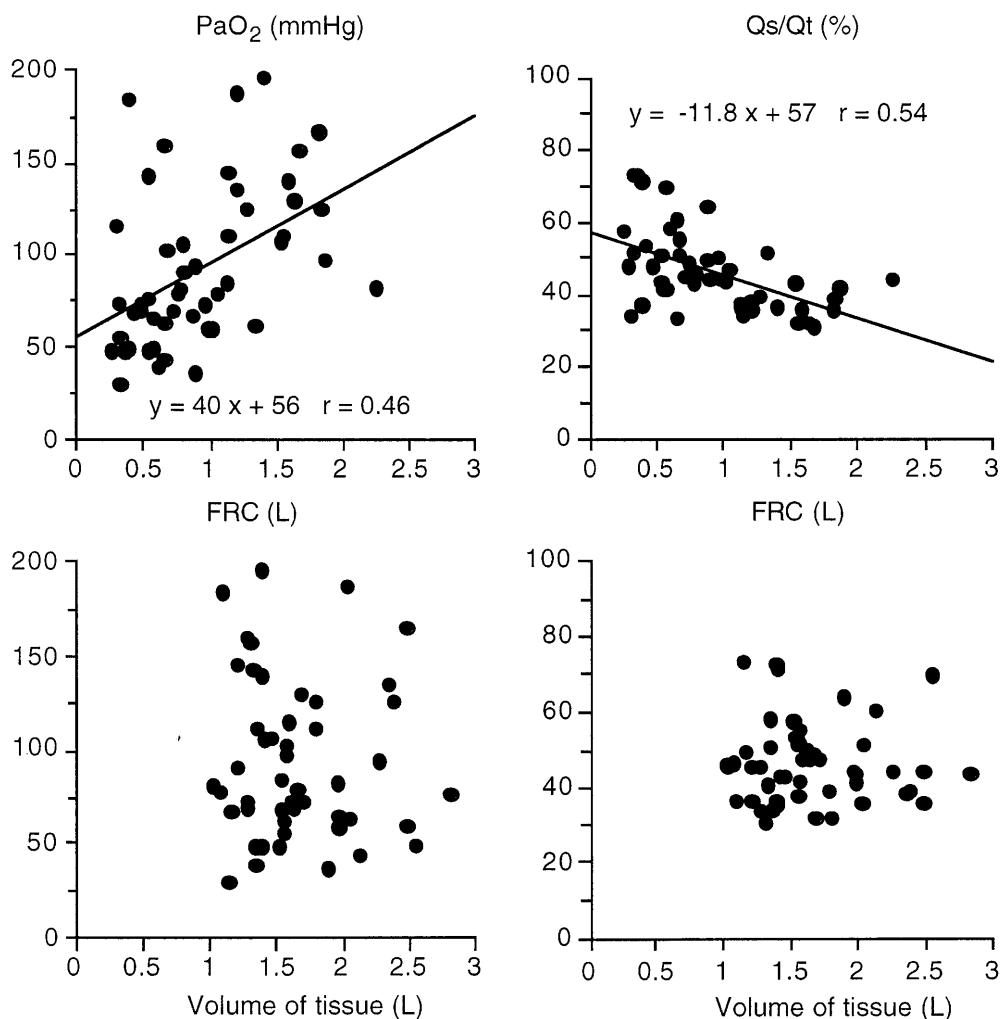 PaO2 (mmHg)
200
150
100
50
0
y = 40 x + 56 r = 0.46
0 0.5 1 1.5 2 2.5 3
FRC (L)
Qs/Qt (%)
100
80
60
40
20
0
y = -11.8 x + 57 r = 0.54
0 0.5 1 1.5 2 2.5 3
FRC (L)
200
150
100
50
0
0 0.5 1 1.5 2 2.5 3
Volume of tissue (L)
100
80
60
40
20
0
0 0.5 1 1.5 2 2.5 3
Volume of tissue (L)